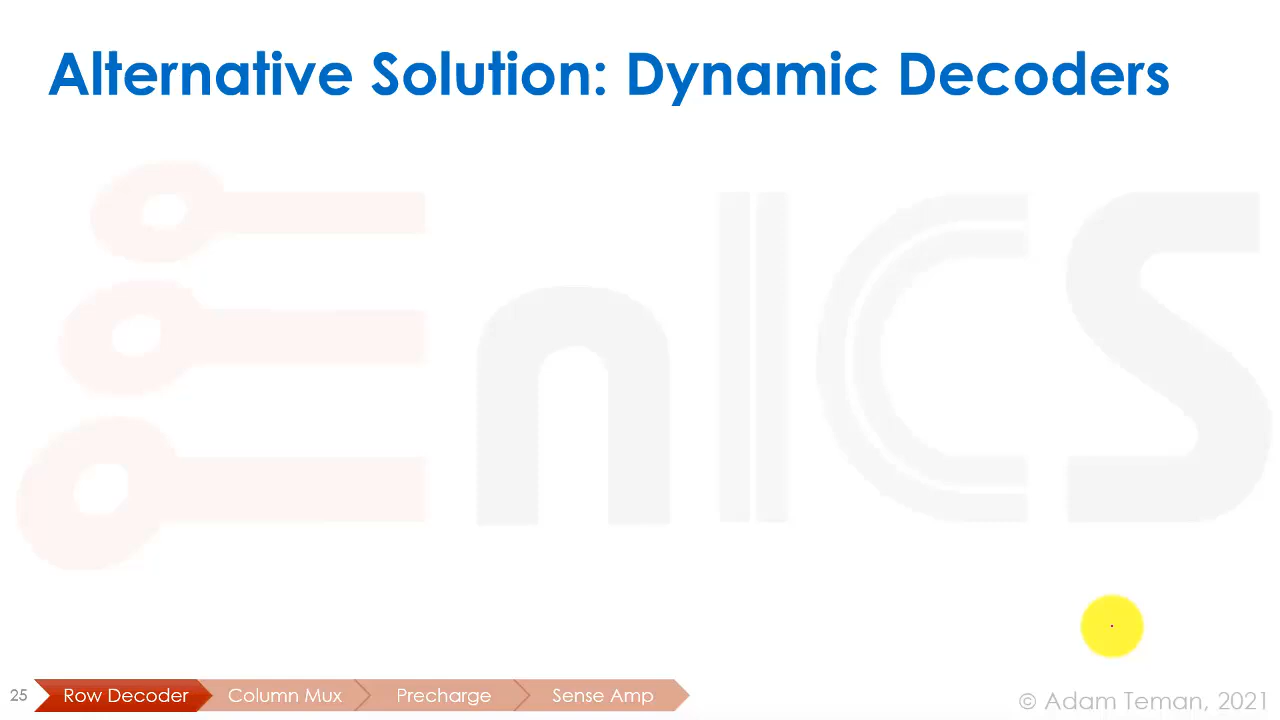 Alternative Solution: Dynamic Decoders
EnICS
25 Row Decoder Column Mux Precharge Sense Amp
© Adam Teman, 2021